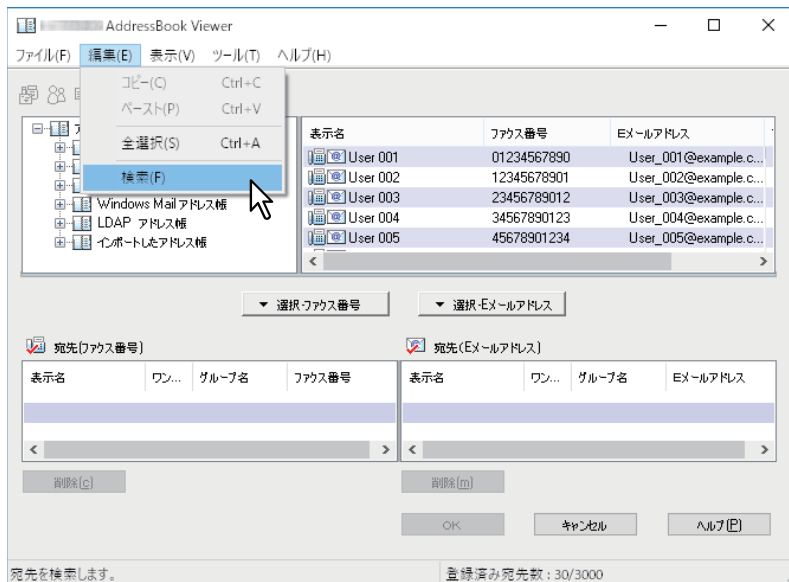 AddressBook Viewer
ファイル(F) 編集(E) 表示(V) ツール(T) ヘルプ(H)
コピー(C) Ctrl+C
ペースト(P) Ctrl+V
全選択(S) Ctrl+A
検索(F)
Windows Mail アドレス帳
LDAP アドレス帳
インポートしたアドレス帳
表示名 ファクス番号 Eメールアドレス
User 001 01234567890 User_001@example.c...
User 002 12345678901 User_002@example.c...
User 003 23456789012 User_003@example.c...
User 004 34567890123 User_004@example.c...
User 005 45678901234 User_005@example.c...
▼ 選択-ファクス番号 ▼ 選択-Eメールアドレス
宛先(ファクス番号) 宛先(Eメールアドレス)
表示名 ワン... グループ名 ファクス番号 表示名 ワン... グループ名 Eメールアドレス
削除(c) 削除(m)
OK キャンセル ヘルプ(P)
宛先を検索します。 登録済み宛先数 : 30/3000